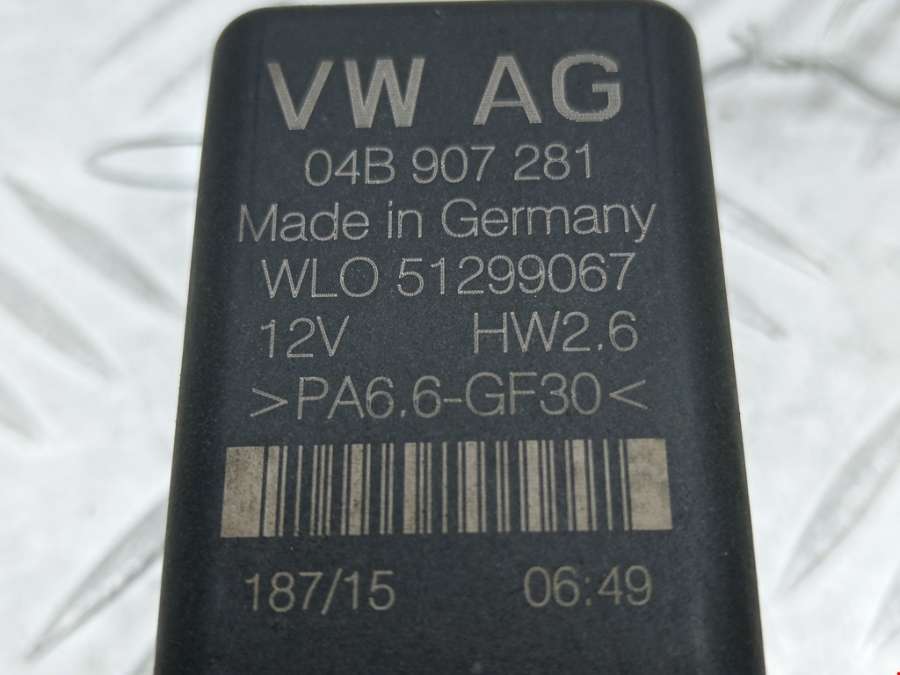 VW AG
04B 907 281
Made in Germany
WLO 51299067
12V HW2.6
>PA6.6-GF30<
187/15 06:49